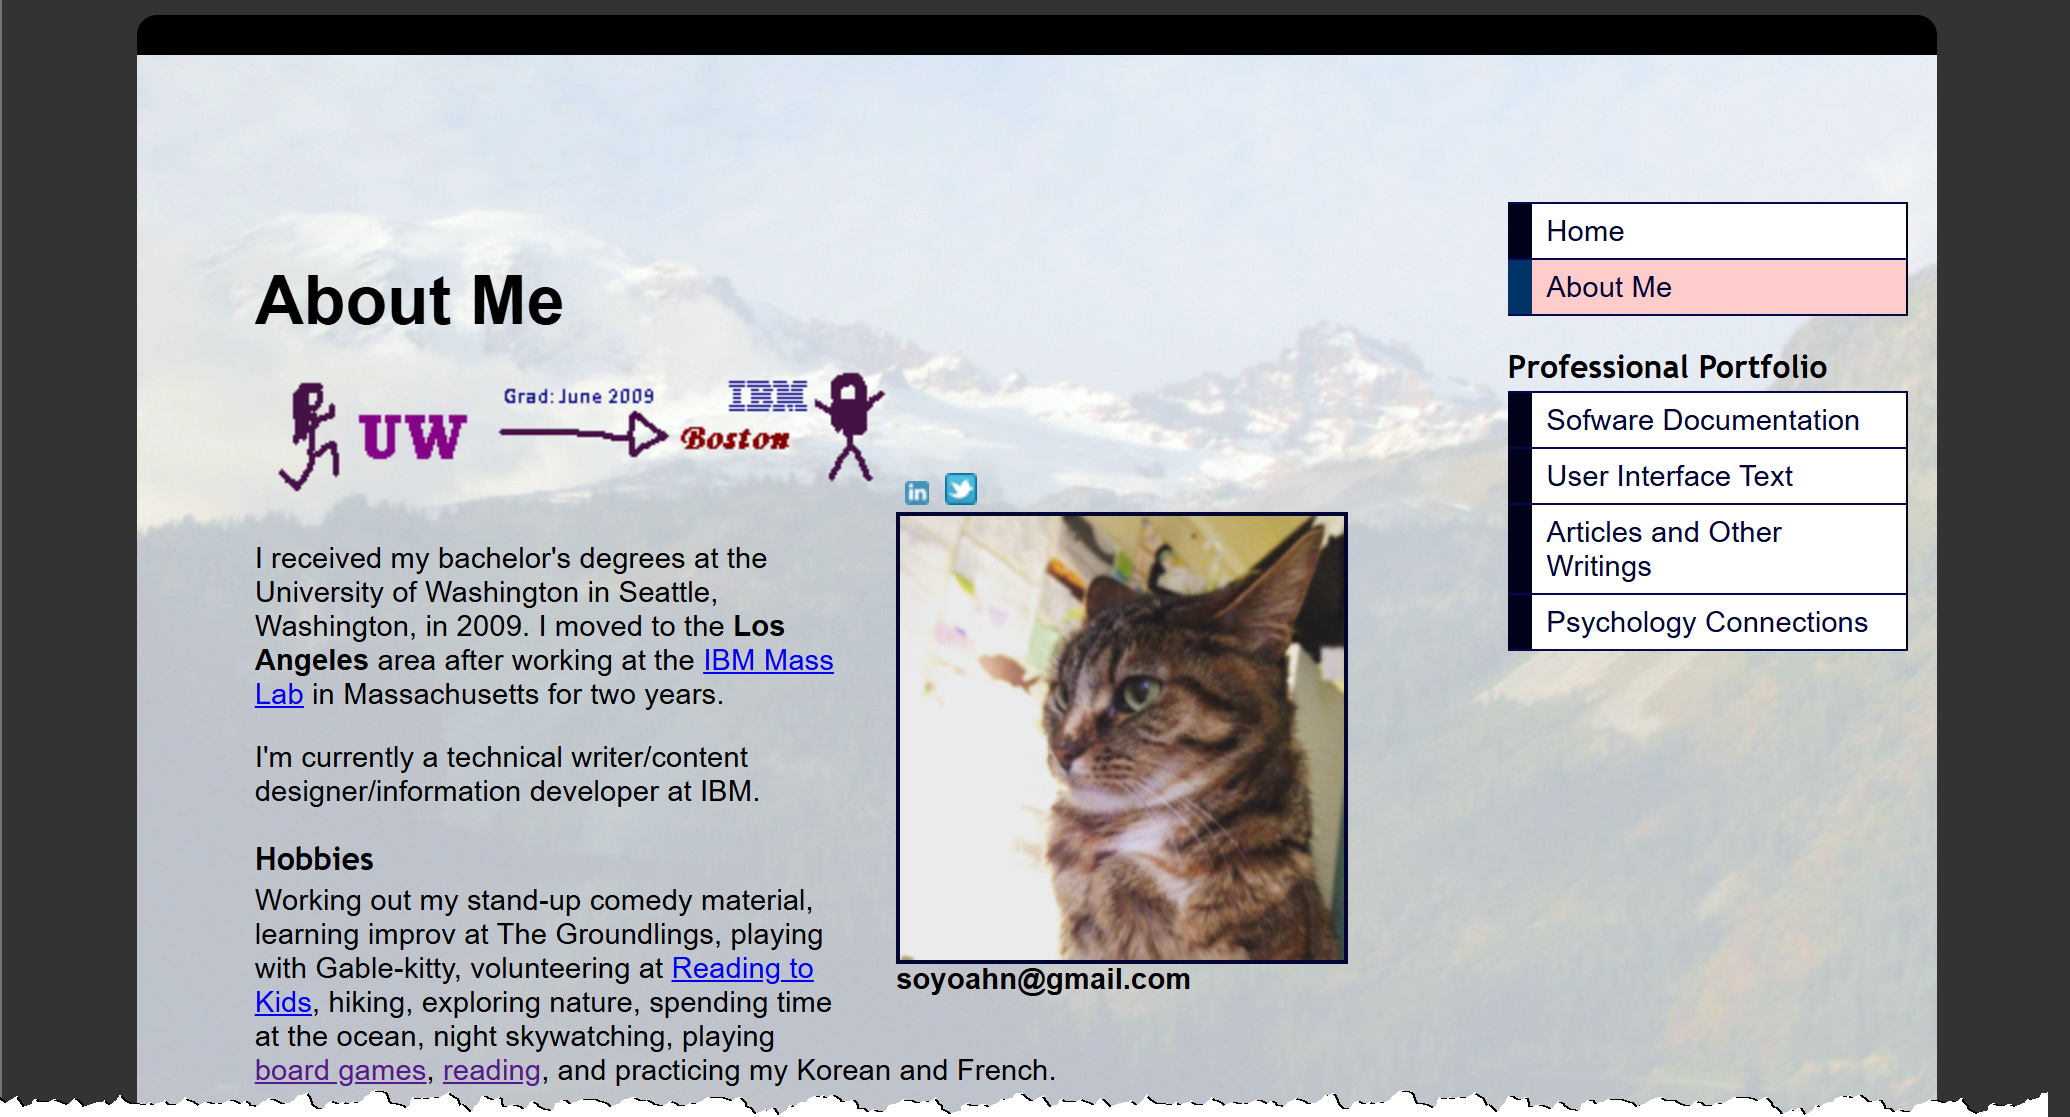 Home
About Me
About Me
Professional Portfolio
Grad: June 2009
IBM
UW
Boston
Sofware Documentation
User Interface Text
in
Articles and Other
Writings
Psychology Connections
I received my bachelor's degrees at the
University of Washington in Seattle,
Washington, in 2009. I moved to the Los
Angeles area after working at the IBM Mass
Lab in Massachusetts for two years.
I'm currently a technical writer/content
designer/information developer at IBM.
Hobbies
Working out my stand-up comedy material,
learning improv at The Groundlings, playing
with Gable-kitty, volunteering at Reading to
Kids, hiking, exploring nature, spending time
at the ocean, night skywatching, playing
board games, reading, and practicing my Korean and French.
soyoahn@gmail.com